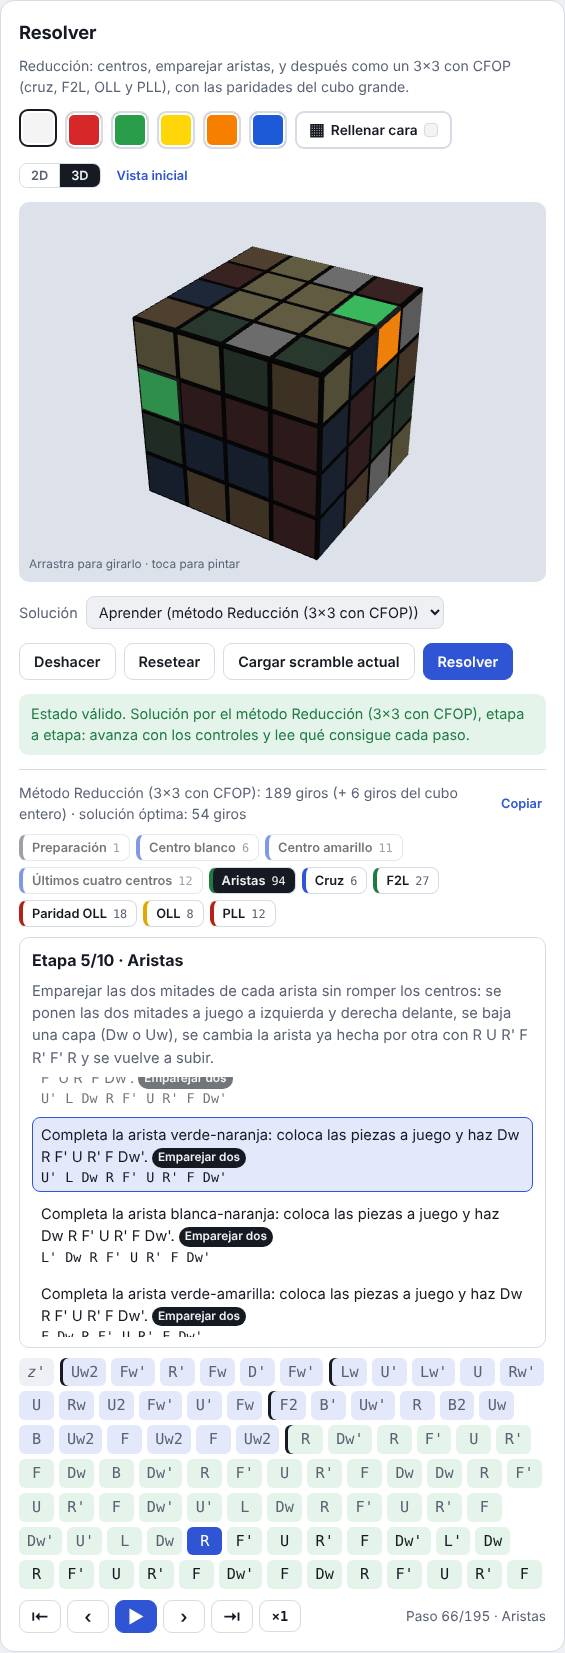 Resolver
Reducción: centros, emparejar aristas, y después como un 3×3 con CFOP
(cruz, F2L, OLL y PLL), con las paridades del cubo grande.
Rellenar cara
2D 3D Vista inicial
Arrastra para girarlo · toca para pintar
Solución Aprender (método Reducción (3×3 con CFOP))
Deshacer Resetear Cargar scramble actual Resolver
Estado válido. Solución por el método Reducción (3×3 con CFOP), etapa
a etapa: avanza con los controles y lee qué consigue cada paso.
Método Reducción (3×3 con CFOP): 189 giros (+ 6 giros del cubo
entero) · solución óptima: 54 giros
Copiar
Preparación 1 Centro blanco 6 Centro amarillo 11
Últimos cuatro centros 12 Aristas 94 Cruz 6 F2L 27
Paridad OLL 18 OLL 8 PLL 12
Etapa 5/10 · Aristas
Emparejar las dos mitades de cada arista sin romper los centros: se
ponen las dos mitades a juego a izquierda y derecha delante, se baja
una capa (Dw o Uw), se cambia la arista ya hecha por otra con R U R' F
R' F' R y se vuelve a subir.
F' U R' F Dw'. Emparejar dos
U' L Dw R F' U R' F Dw'
Completa la arista verde-naranja: coloca las piezas a juego y haz Dw
R F' U R' F Dw'. Emparejar dos
U' L Dw R F' U R' F Dw'
Completa la arista blanca-naranja: coloca las piezas a juego y haz
Dw R F' U R' F Dw'. Emparejar dos
L' Dw R F' U R' F Dw'
Completa la arista verde-amarilla: coloca las piezas a juego y haz Dw
R F' U R' F Dw'. Emparejar dos
F Dw R F' U R' F Dw'
z' Uw2 Fw' R' Fw D' Fw' Lw U' Lw' U Rw'
U Rw U2 Fw' U' Fw F2 B' Uw' R B2 Uw
B Uw2 F Uw2 F Uw2 R Dw' R F' U R'
F Dw B Dw' R F' U R' F Dw Dw R F'
U R' F Dw' U' L Dw R F' U R' F
Dw' U' L Dw R F' U R' F Dw' L' Dw
R F' U R' F Dw' F Dw R F' U R' F
×1
Paso 66/195 · Aristas